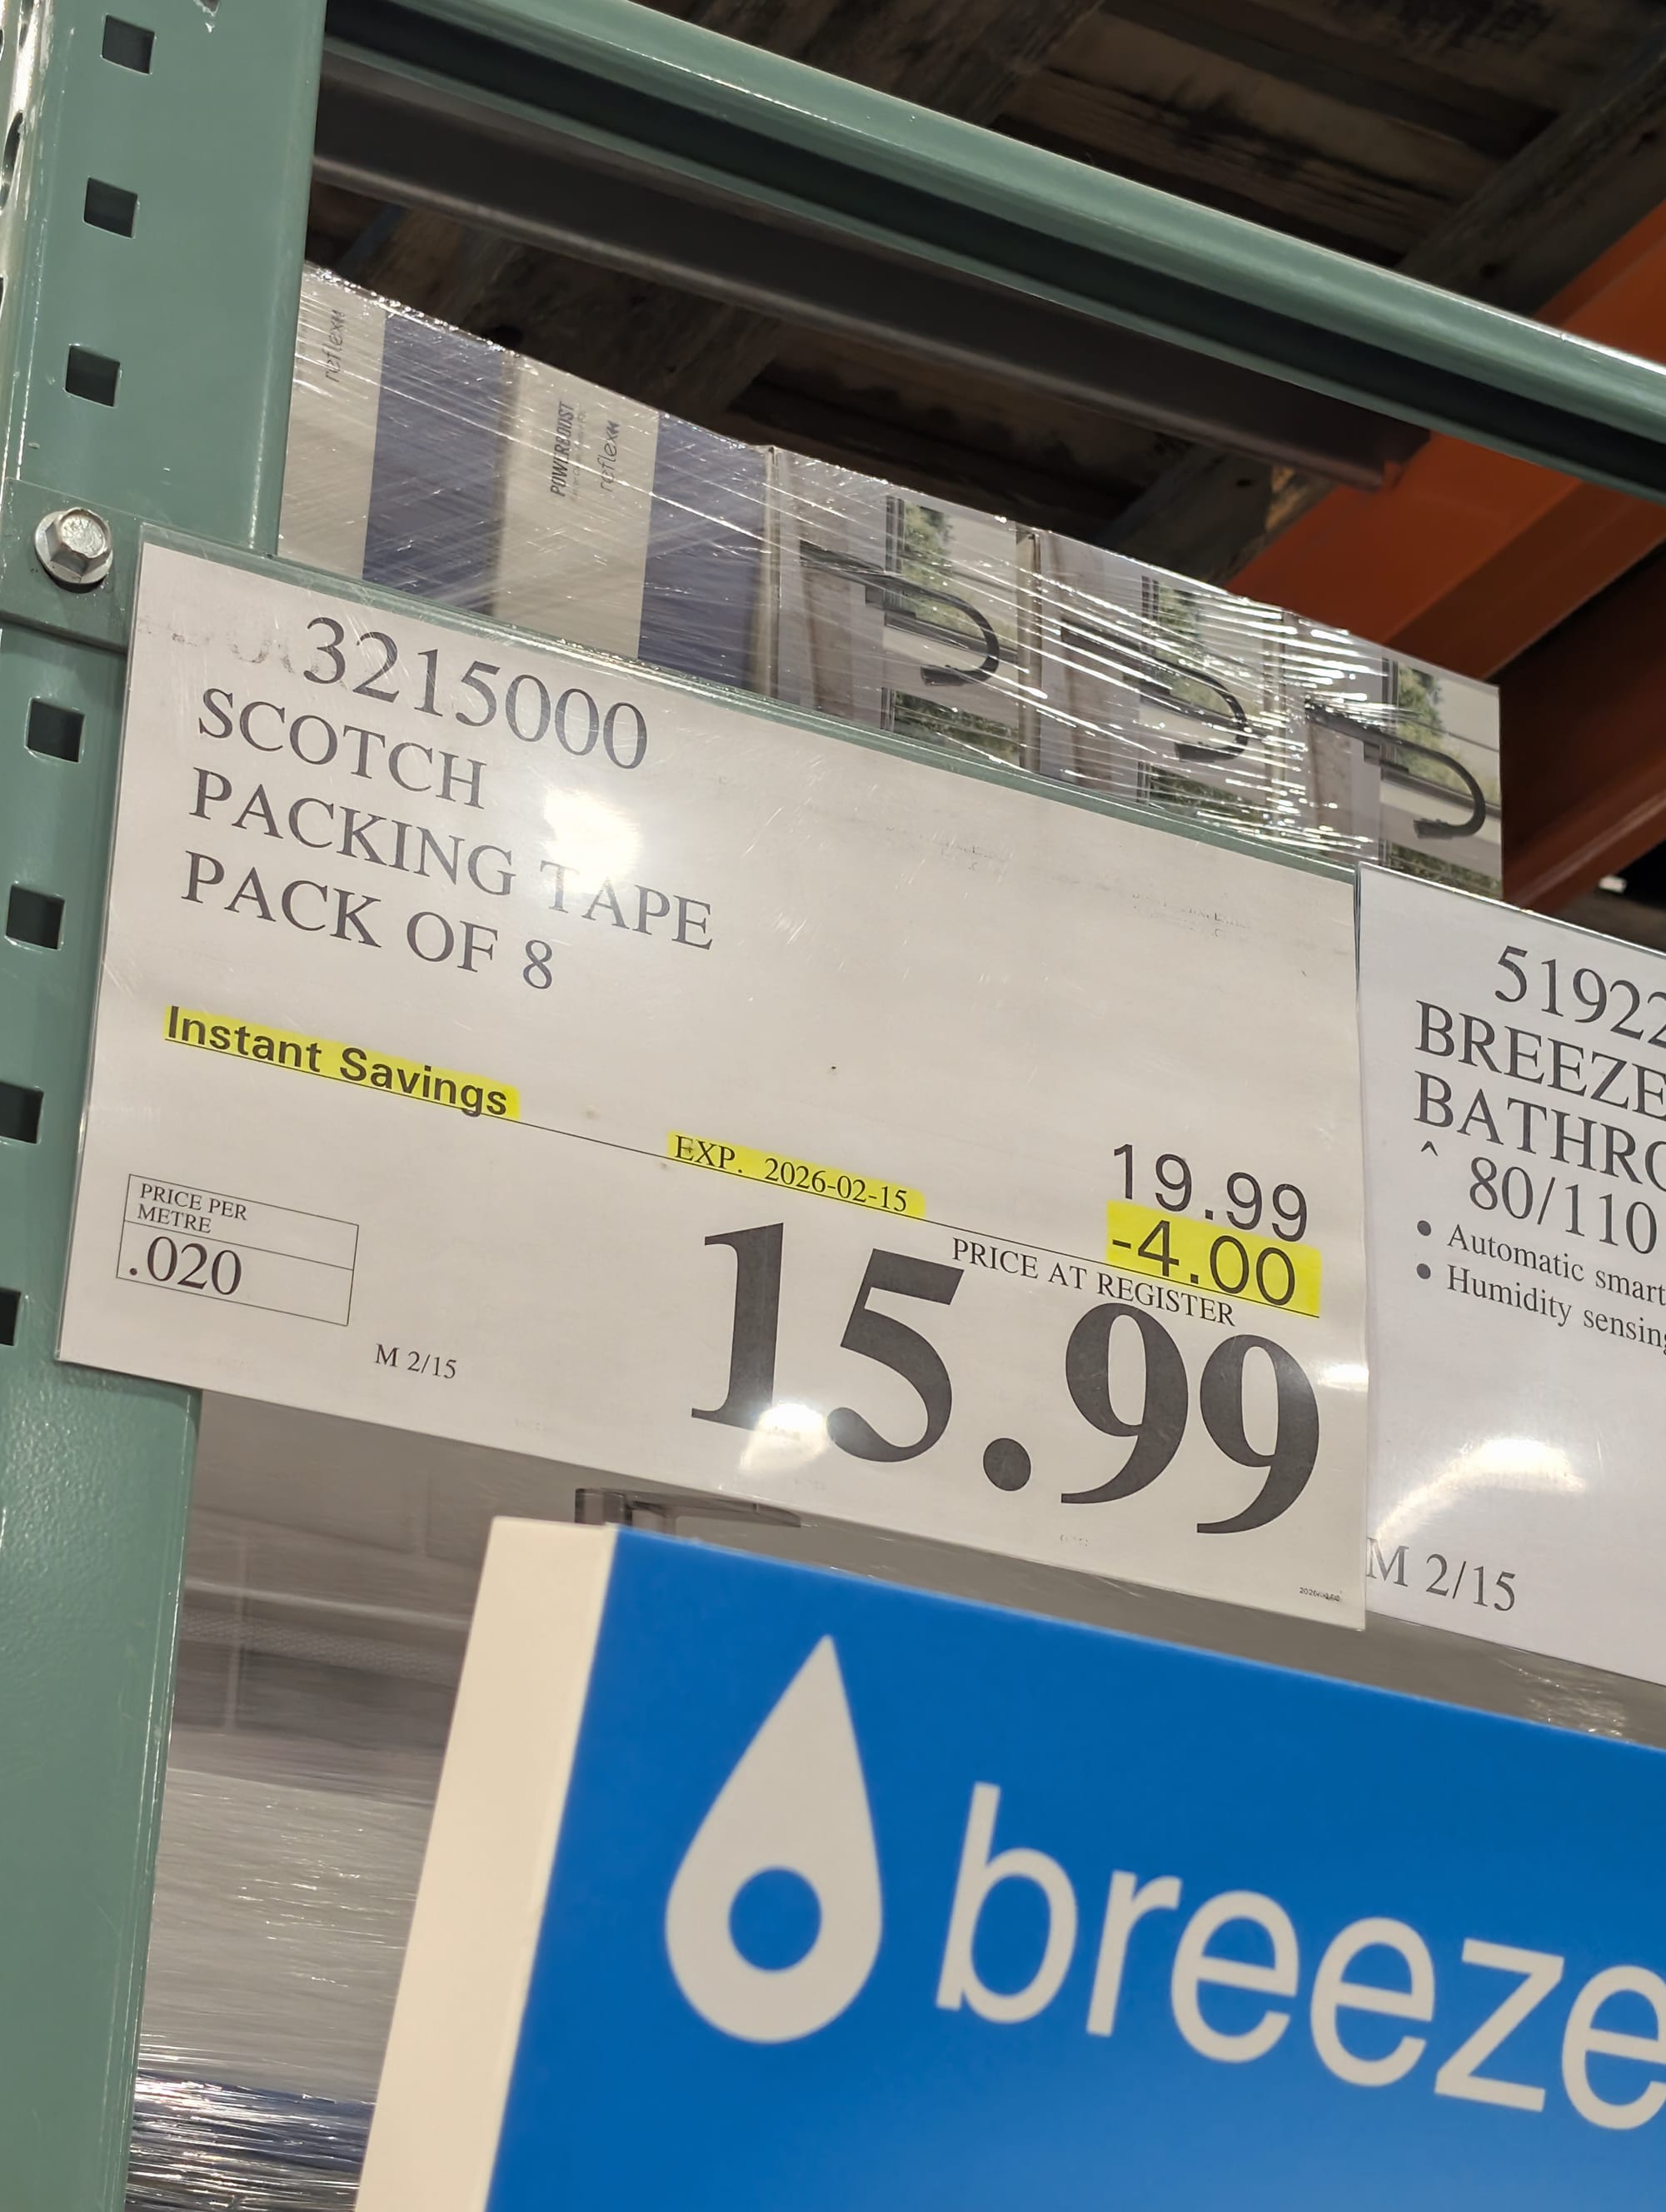 reflexx
POWERBOOST
reflexx
3215000
SCOTCH
PACKING TAPE
PACK OF 8
Instant Savings
EXP. 2026-02-15
19.99
-4.00
PRICE PER
METRE
.020
PRICE AT REGISTER
15.99
M 2/15
51922
BREEZE
BATHRO
^ 80/110
• Automatic smart
• Humidity sensing
M 2/15
breeze